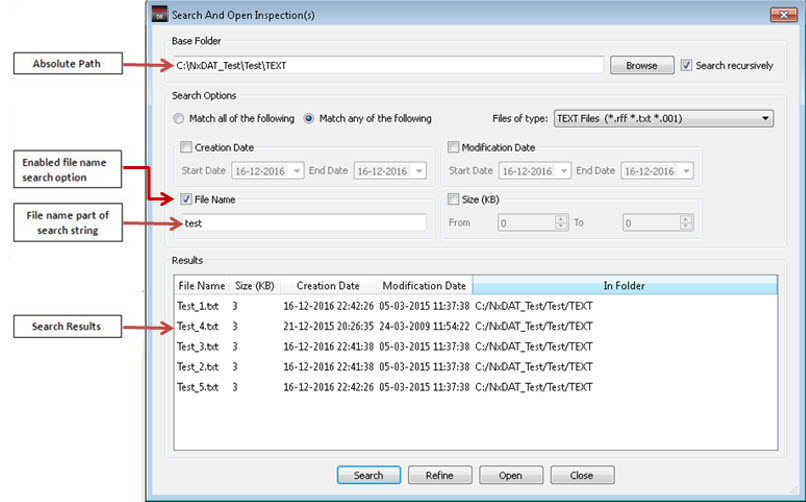 DR Search And Open Inspection(s)
Base Folder
Absolute Path
C:\NxDAT_Test\Test\TEXT Browse Search recursively
Search Options
Match all of the following Match any of the following Files of type: TEXT Files (*.rff *.txt *.001)
Creation Date Modification Date
Enabled file name
search option
Start Date 16-12-2016 End Date 16-12-2016 Start Date 16-12-2016 End Date 16-12-2016
File Name Size (KB)
File name part of
search string
test From 0 To 0
Results
File Name Size (KB) Creation Date Modification Date In Folder
Test_1.txt 3 16-12-2016 22:42:26 05-03-2015 11:37:38 C:/NxDAT_Test/Test/TEXT
Search Results
Test_4.txt 3 21-12-2015 20:26:35 24-03-2009 11:54:22 C:/NxDAT_Test/Test/TEXT
Test_3.txt 3 16-12-2016 22:41:38 05-03-2015 11:37:38 C:/NxDAT_Test/Test/TEXT
Test_2.txt 3 16-12-2016 22:41:38 05-03-2015 11:37:38 C:/NxDAT_Test/Test/TEXT
Test_5.txt 3 16-12-2016 22:42:26 05-03-2015 11:37:38 C:/NxDAT_Test/Test/TEXT
Search Refine Open Close